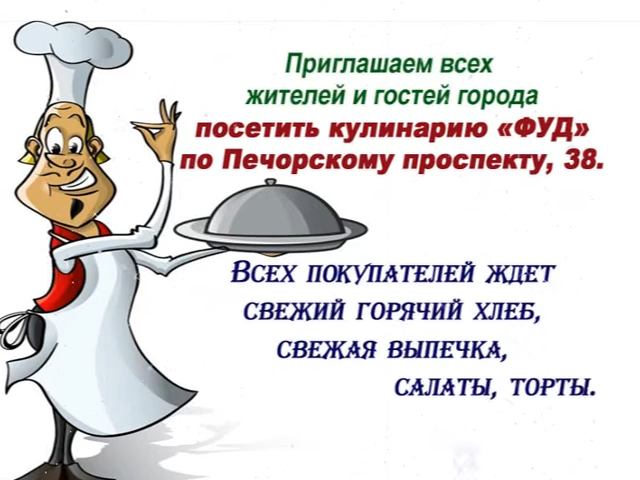 Приглашаем всех
жителей и гостей города
посетить кулинарию «ФУД»
по Печорскому проспекту, 38.
Всех покупателей ждет
свежий горячий хлеб,
свежая выпечка,
салаты, торты.